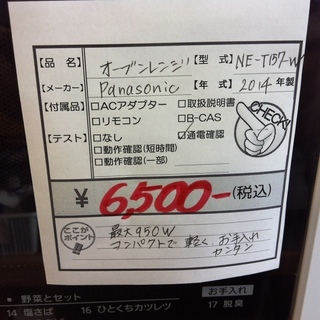 【品名】 オーブンレンジ 【型式】 NE-T157-W
【メーカー】 Panasonic 【年式】 2014年製
【付属品】 □ACアダプター □取扱説明書
□リモコン □B-CAS
【テスト】 □なし ☑通電確認
□動作確認(短時間)
□動作確認(一部)
CHECK!
¥ 6,500- (税込)
ここがポイント 最大950W
コンパクトで 軽く、お手入れ
カンタン
■野菜とセット お手入れ
14 塩さば 16 ひとくちカツレツ 17 脱臭